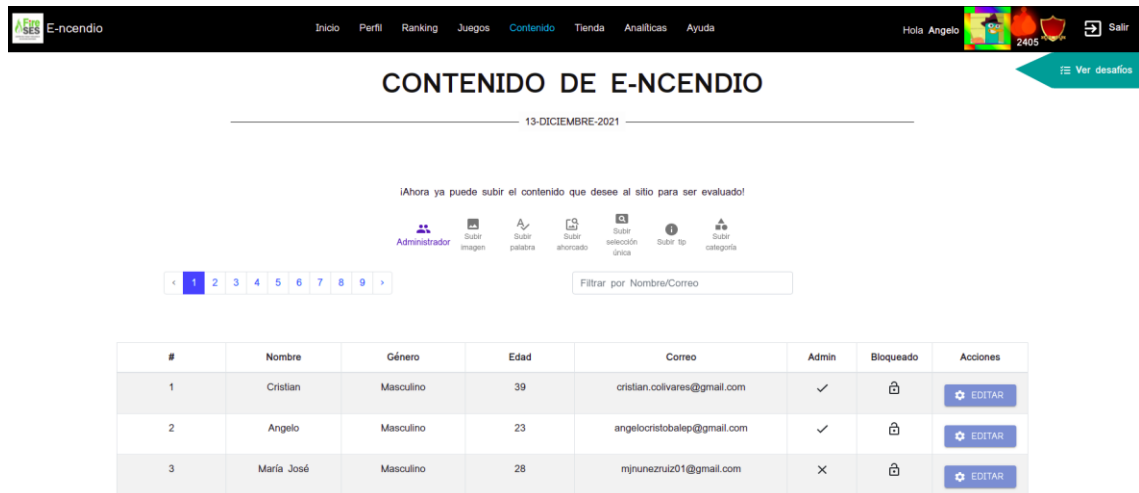 Fire
SES
E-ncendio
Inicio Perfil Ranking Juegos Contenido Tienda Analíticas Ayuda
Hola Angelo
2405
Salir
Ver desafíos
CONTENIDO DE E-NCENDIO
13-DICIEMBRE-2021
¡Ahora ya puede subir el contenido que desee al sitio para ser evaluado!
Administrador
Subir imagen
Subir palabra
Subir ahorcado
Subir selección única
Subir tip
Subir categoría
‹ 1 2 3 4 5 6 7 8 9 ›
Filtrar por Nombre/Correo
# Nombre Género Edad Correo Admin Bloqueado Acciones
1 Cristian Masculino 39 cristian.colivares@gmail.com EDITAR
2 Angelo Masculino 23 angelocristobalep@gmail.com EDITAR
3 María José Masculino 28 mjnunezruiz01@gmail.com EDITAR